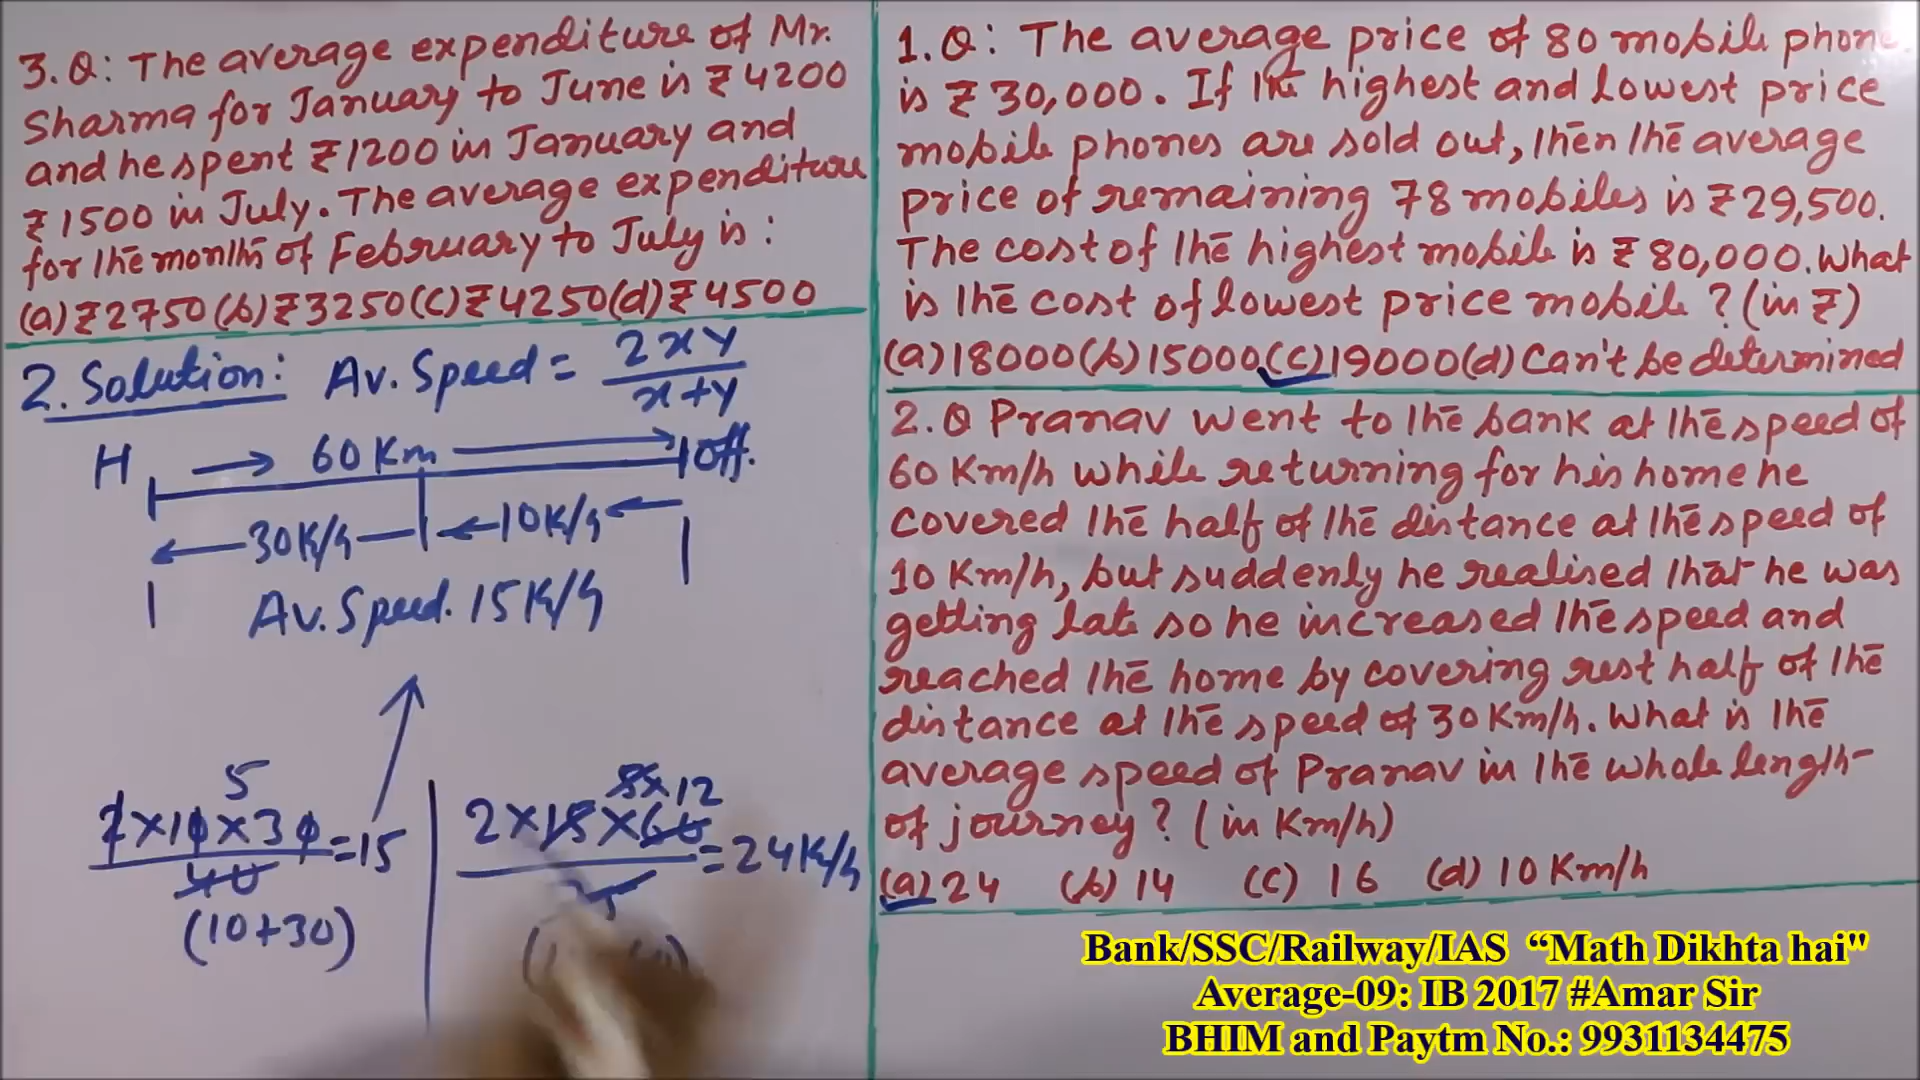 3.Q: The average expenditure of Mr.
Sharma for January to June is ₹4200
and he spent ₹1200 in January and
₹1500 in July. The average expenditure
for the months of February to July is:
(a) ₹2750 (b) ₹3250 (c) ₹4250 (d) ₹4500
2. Solution: Av. Speed = 2xy
x+y
H 60 Km off.
30K/h 10K/h
Av. Speed. 15K/h
5
2×10×30 = 15
40
(10+30)
5×12
2×15×60 = 24K/h
1.Q: The average price of 80 mobile phone
is ₹30,000. If the highest and lowest price
mobile phones are sold out, then the average
price of remaining 78 mobiles is ₹29,500.
The cost of the highest mobile is ₹80,000. What
is the cost of lowest price mobile? (in ₹)
(a) 18000 (b) 15000 (c) 19000 (d) Can't be determined
2.Q Pranav went to the bank at the speed of
60 Km/h while returning for his home he
covered the half of the distance at the speed of
10 Km/h, but suddenly he realised that he was
getting late so he increased the speed and
reached the home by covering rest half of the
distance at the speed of 30 Km/h. What is the
average speed of Pranav in the whole length
of journey? (in Km/h)
(a) 24 (b) 14 (c) 16 (d) 10 Km/h
Bank/SSC/Railway/IAS “Math Dikhta hai"
Average-09: IB 2017 #Amar Sir
BHIM and Paytm No.: 9931134475